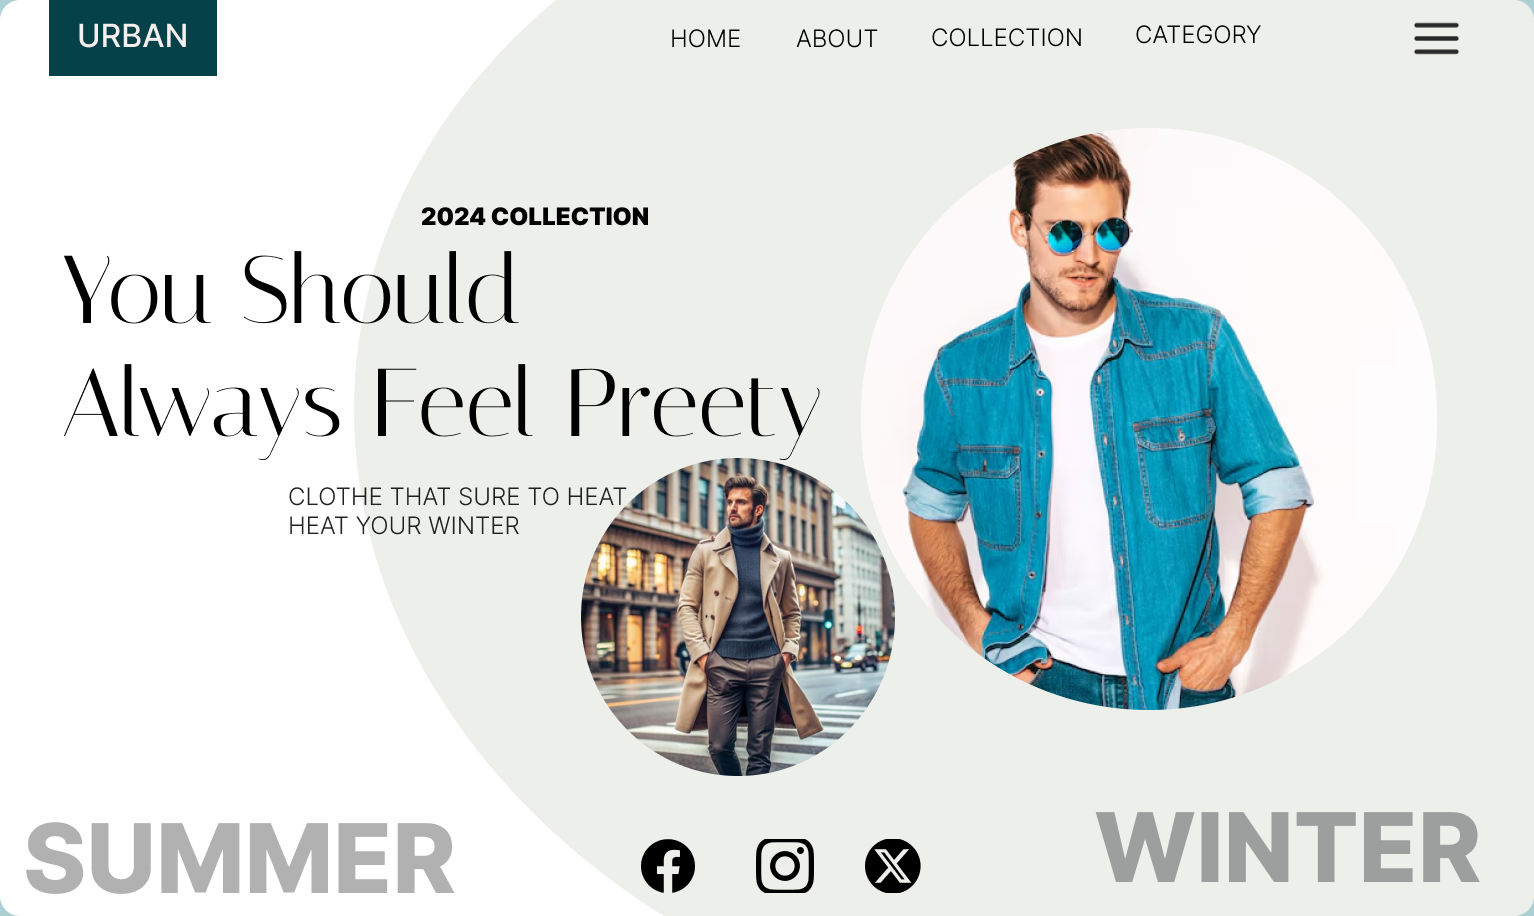 URBAN
HOME
ABOUT
COLLECTION
CATEGORY
2024 COLLECTION
You Should
Always Feel Preety
CLOTHE THAT SURE TO HEAT
HEAT YOUR WINTER
SUMMER
WINTER